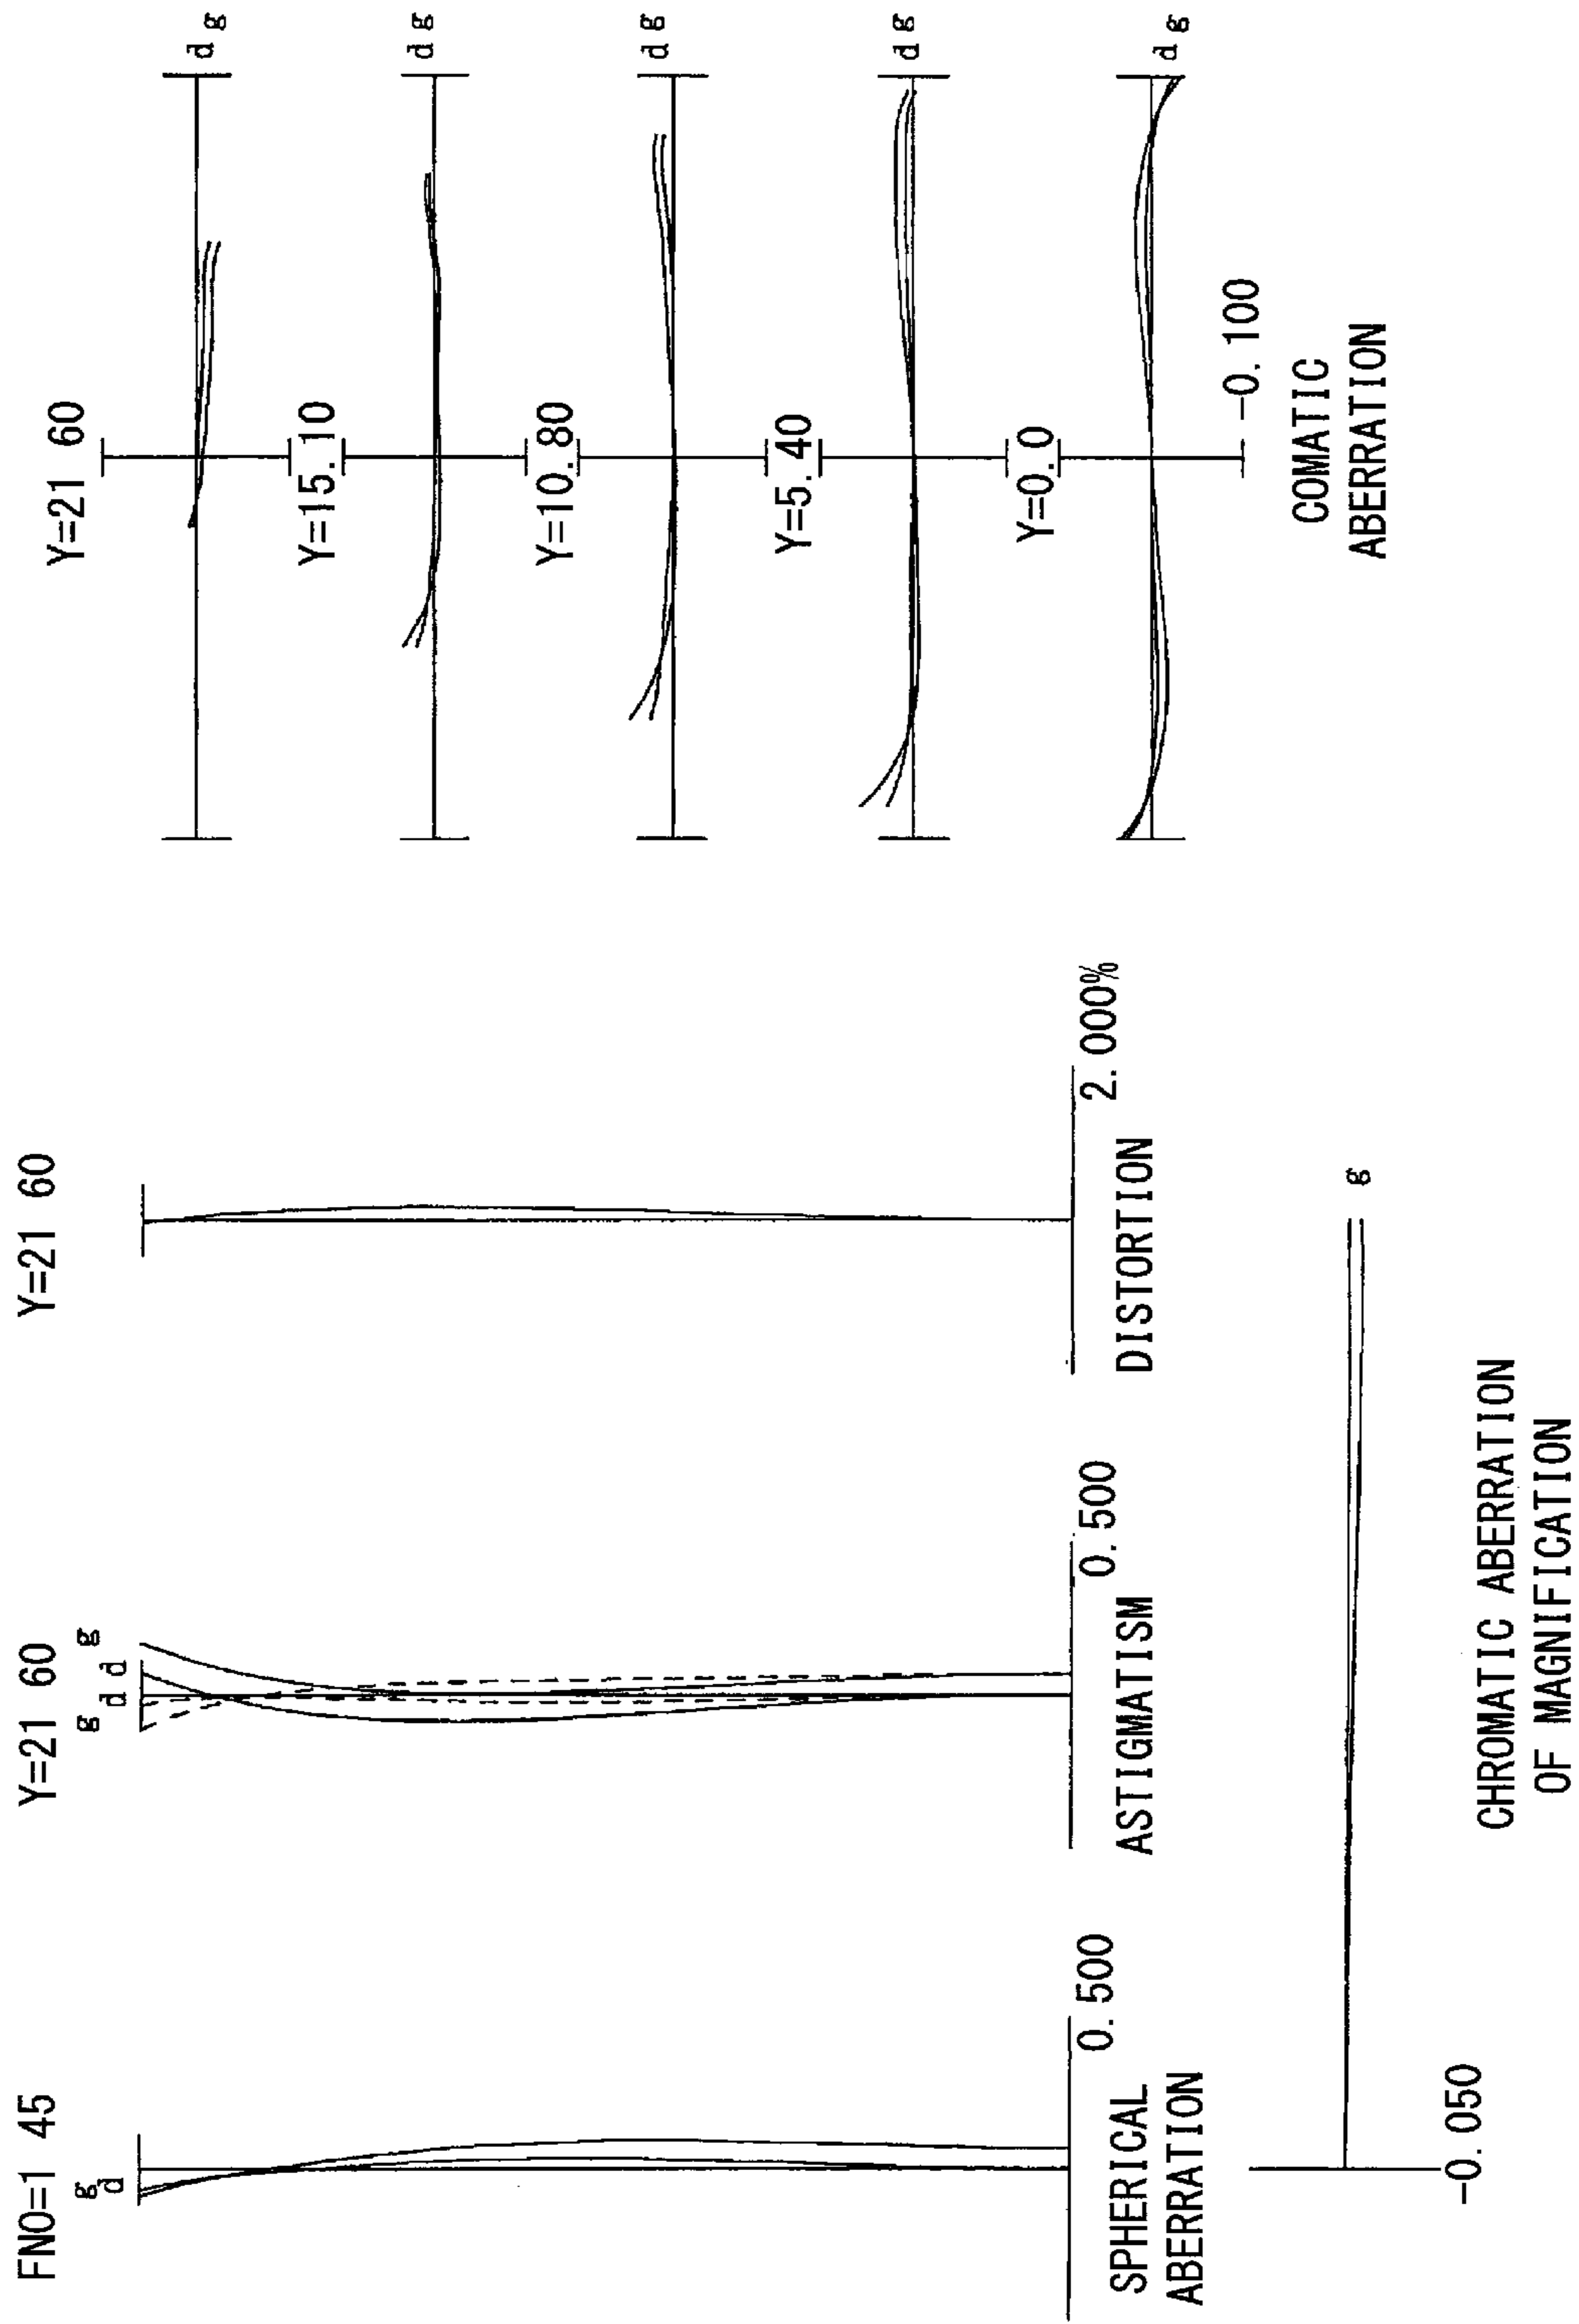 FNO=1 45
g
d
0. 500
SPHERICAL
ABERRATION
Y=21 60
g d d g
0. 500
ASTIGMATISM
Y=21 60
2. 000%
DISTORTION
Y=21 60
d g
Y=15. 10
d g
Y=10. 80
d g
Y=5. 40
d g
Y=0. 0
d g
-0. 100
COMATIC
ABERRATION
g
-0. 050
CHROMATIC ABERRATION
OF MAGNIFICATION